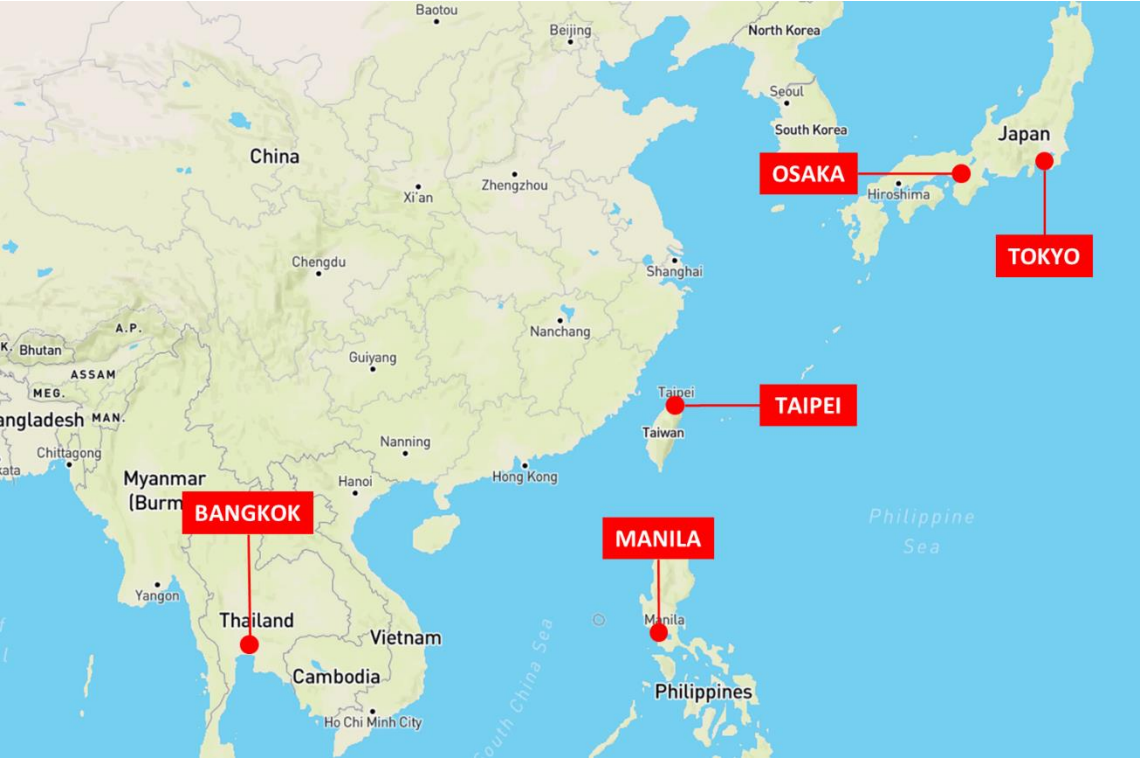 Baotou
Beijing
North Korea
Seoul
South Korea
Japan
China
OSAKA
Zhengzhou
Xi'an
Hiroshima
TOKYO
Chengdu
Shanghai
A.P.
Nanchang
K.
Bhutan
Guiyang
ASSAM
MEG.
Taipei
TAIPEI
angladesh
MAN.
Taiwan
Nanning
Chittagong
kata
Hong Kong
Myanmar
(Burm
Hanoi
BANGKOK
Philippine
Sea
MANILA
Yangon
Thailand
Manila
Vietnam
South China Sea
Cambodia
Philippines
Ho Chi Minh City